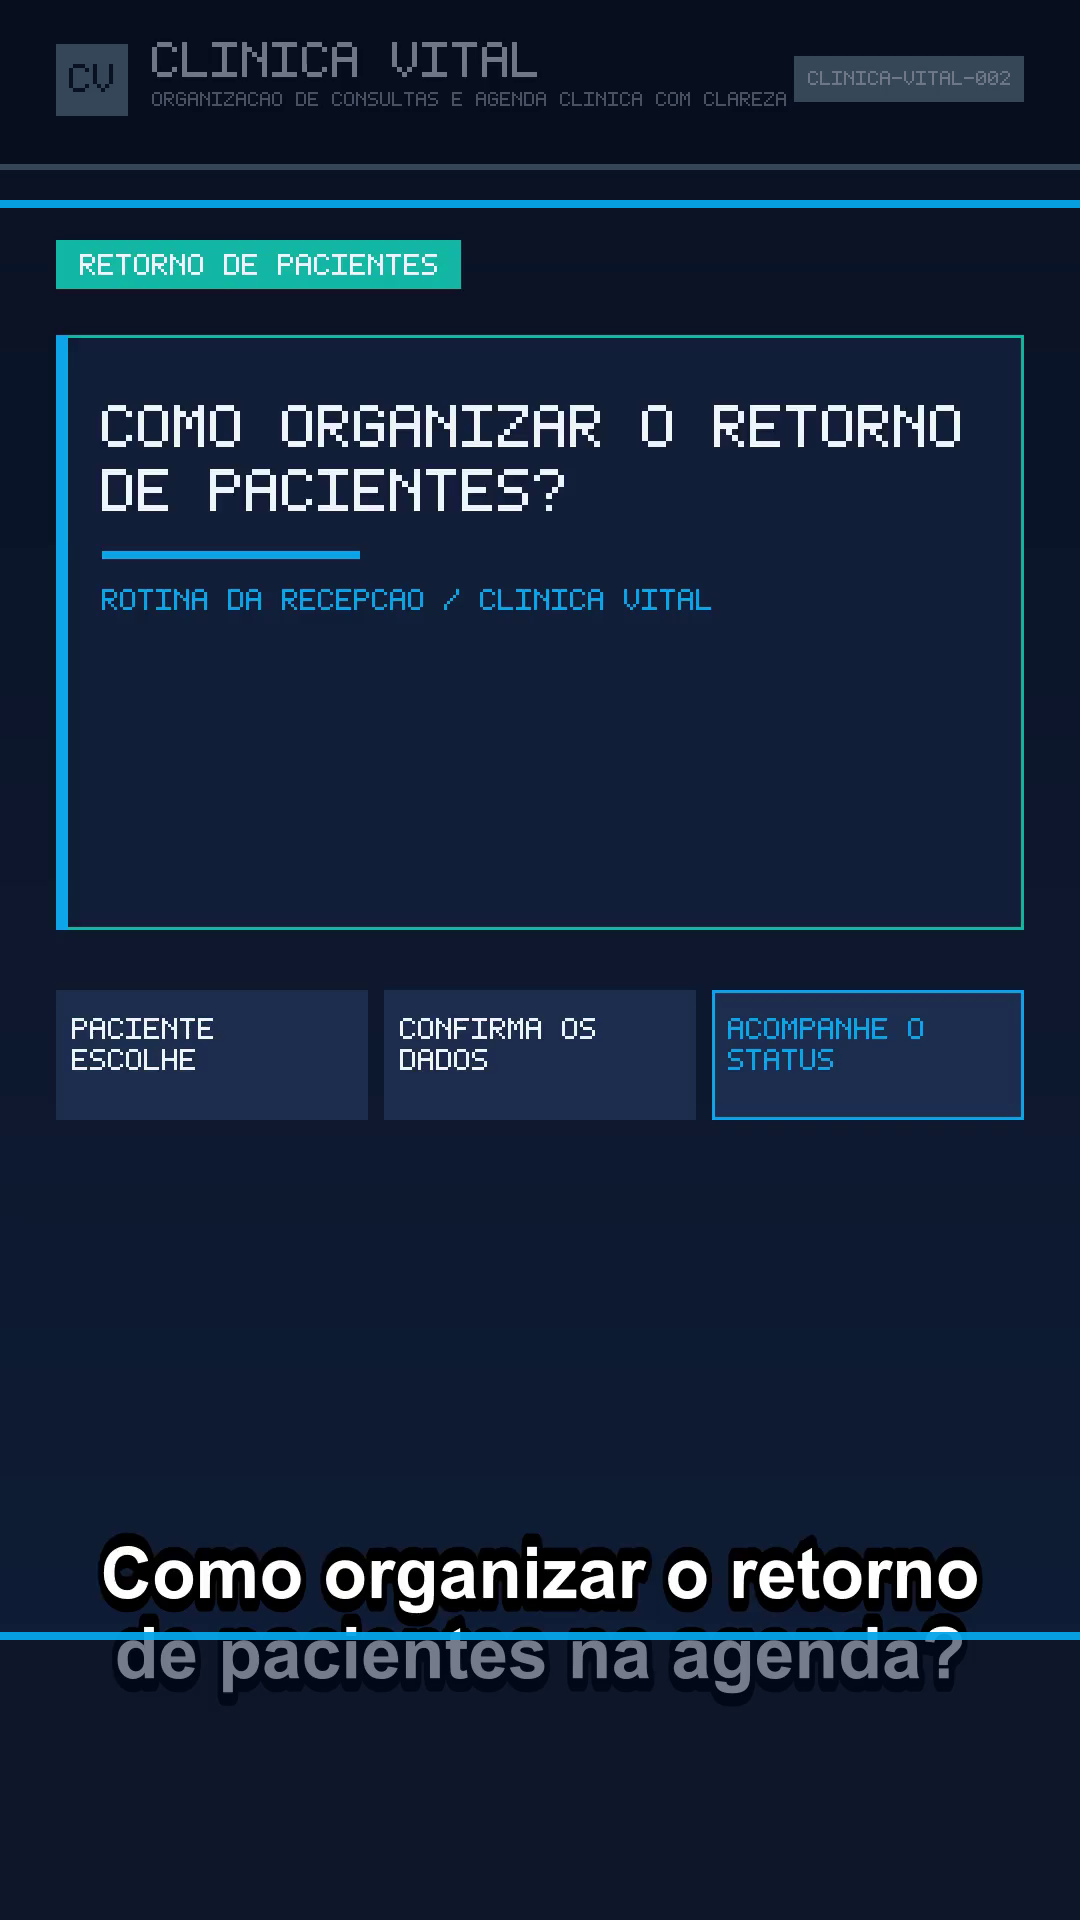 CV
CLINICA VITAL
ORGANIZACAO DE CONSULTAS E AGENDA CLINICA COM CLAREZA
CLINICA-VITAL-002
RETORNO DE PACIENTES
COMO ORGANIZAR O RETORNO
DE PACIENTES?
ROTINA DA RECEPCAO / CLINICA VITAL
PACIENTE
ESCOLHE
CONFIRMA OS
DADOS
ACOMPANHE O
STATUS
Como organizar o retorno
de pacientes na agenda?